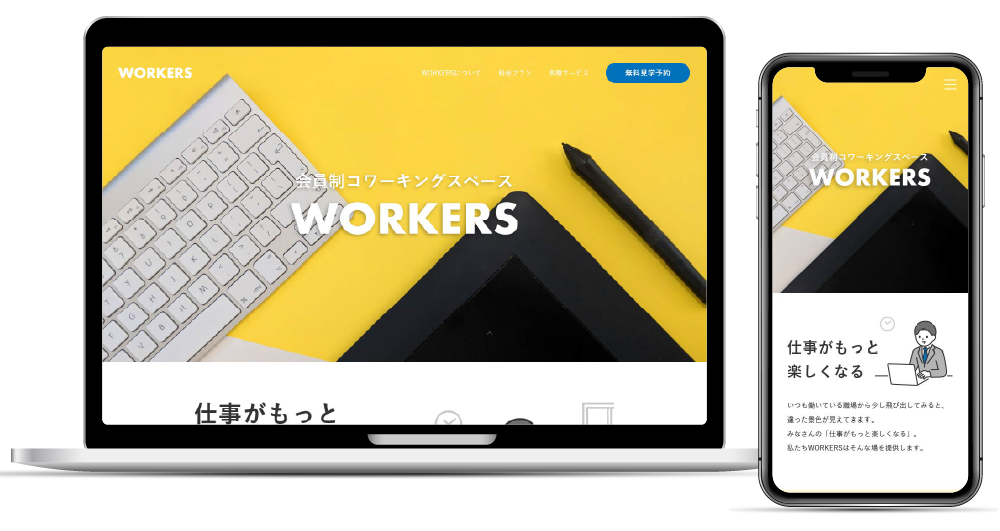 WORKERS
WORKERSについて 料金プラン 各種サービス 無料見学予約
会員制コワーキングスペース
WORKERS
仕事がもっと
会員制コワーキングスペース
WORKERS
仕事がもっと
楽しくなる
いつも働いている職場から少し飛び出してみると、
違った景色が見えてきます。
みなさんの「仕事がもっと楽しくなる」。
私たちWORKERSはそんな場を提供します。